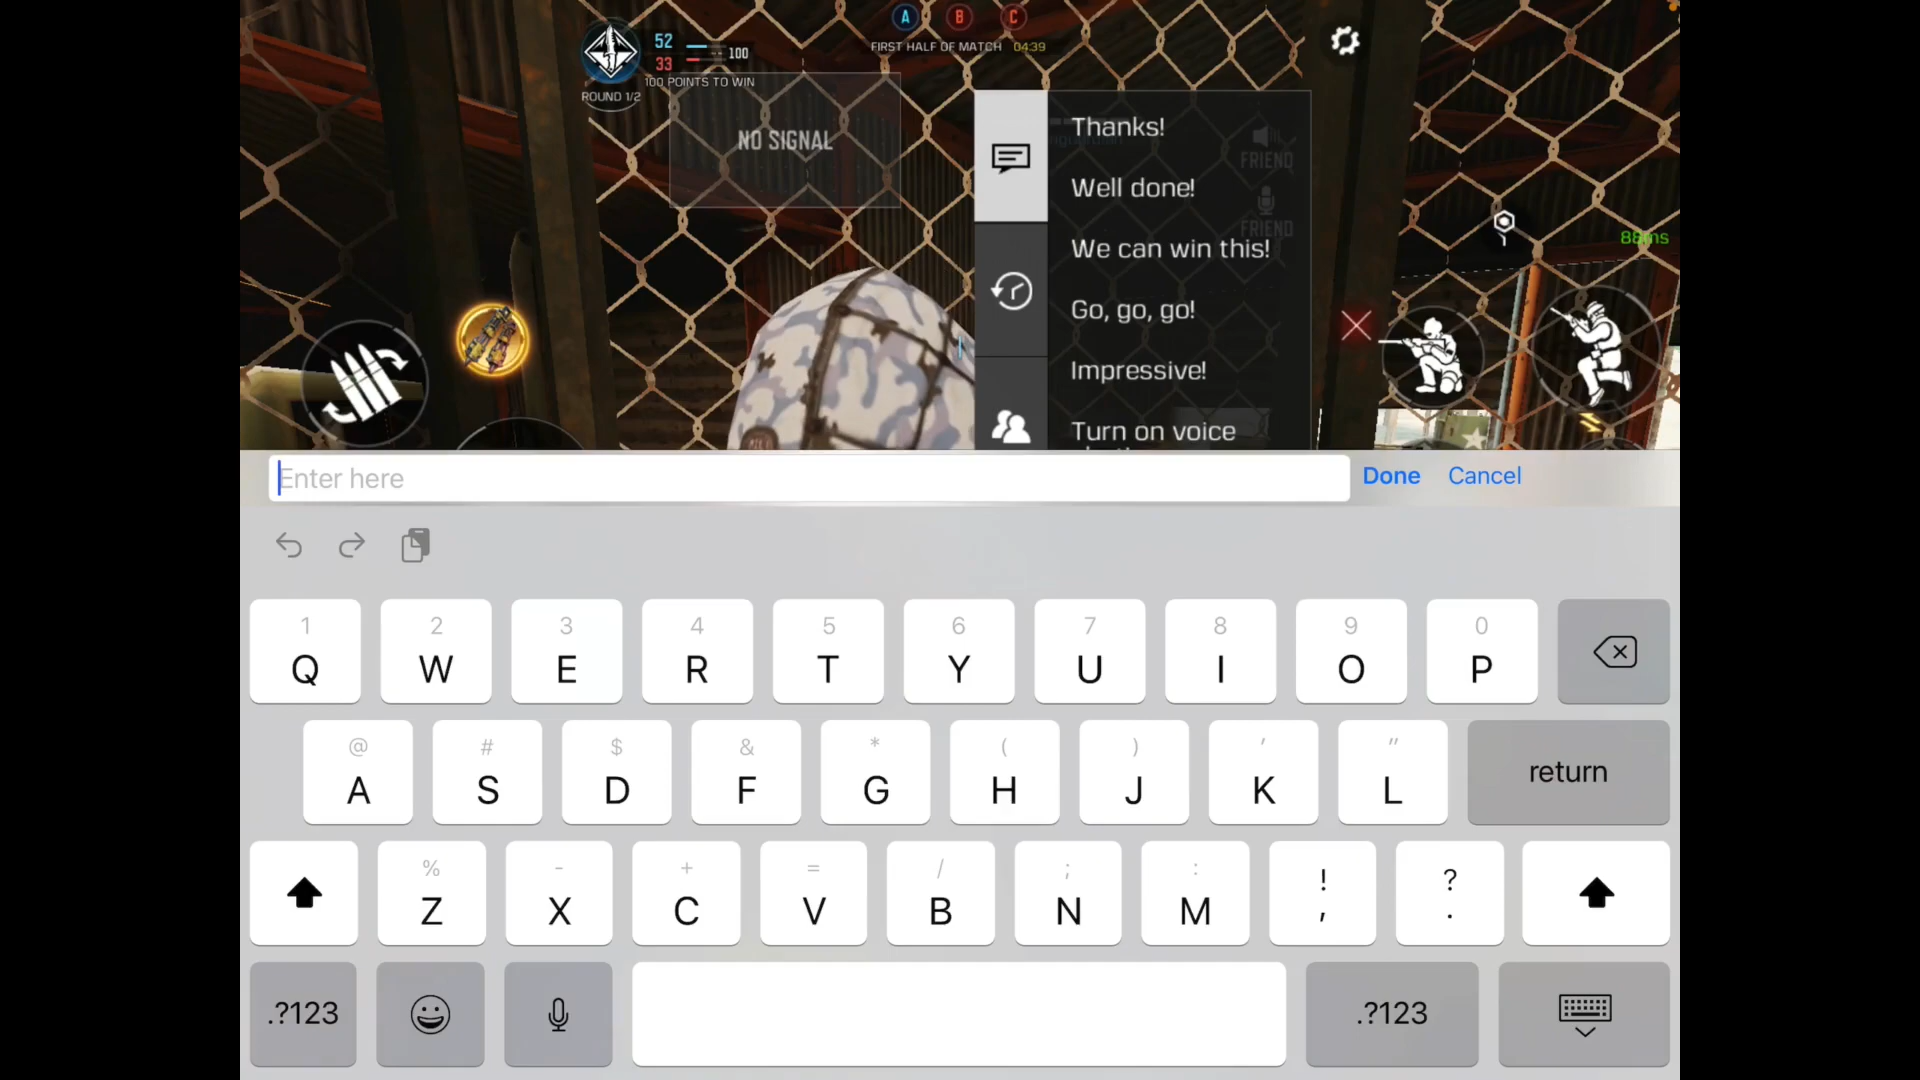 A B C
52
33
100
FIRST HALF OF MATCH 04:39
100 POINTS TO WIN
ROUND 1/2
NO SIGNAL
Thanks!
FRIEND
Well done!
FRIEND
We can win this!
88ms
Go, go, go!
Impressive!
Turn on voice
Enter here Done Cancel
1 2 3 4 5 6 7 8 9 0
Q W E R T Y U I O P
@ # $ & * ( ) ' "
A S D F G H J K L return
% - + = / ; : ! ?
Z X C V B N M , .
.?123 .?123